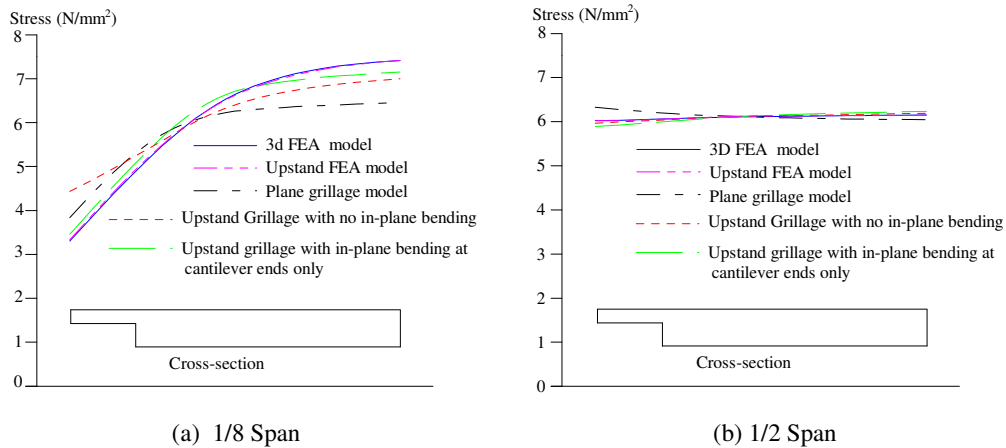 Stress (N/mm²)
8
7
6
5
4
3
2
1
0
3d FEA model
Upstand FEA model
Plane grillage model
Upstand Grillage with no in-plane bending
Upstand grillage with in-plane bending at
cantilever ends only
Cross-section
(a) 1/8 Span
Stress (N/mm²)
8
7
6
5
4
3
2
1
0
3D FEA model
Upstand FEA model
Plane grillage model
Upstand Grillage with no in-plane bending
Upstand grillage with in-plane bending at
cantilever ends only
Cross-section
(b) 1/2 Span